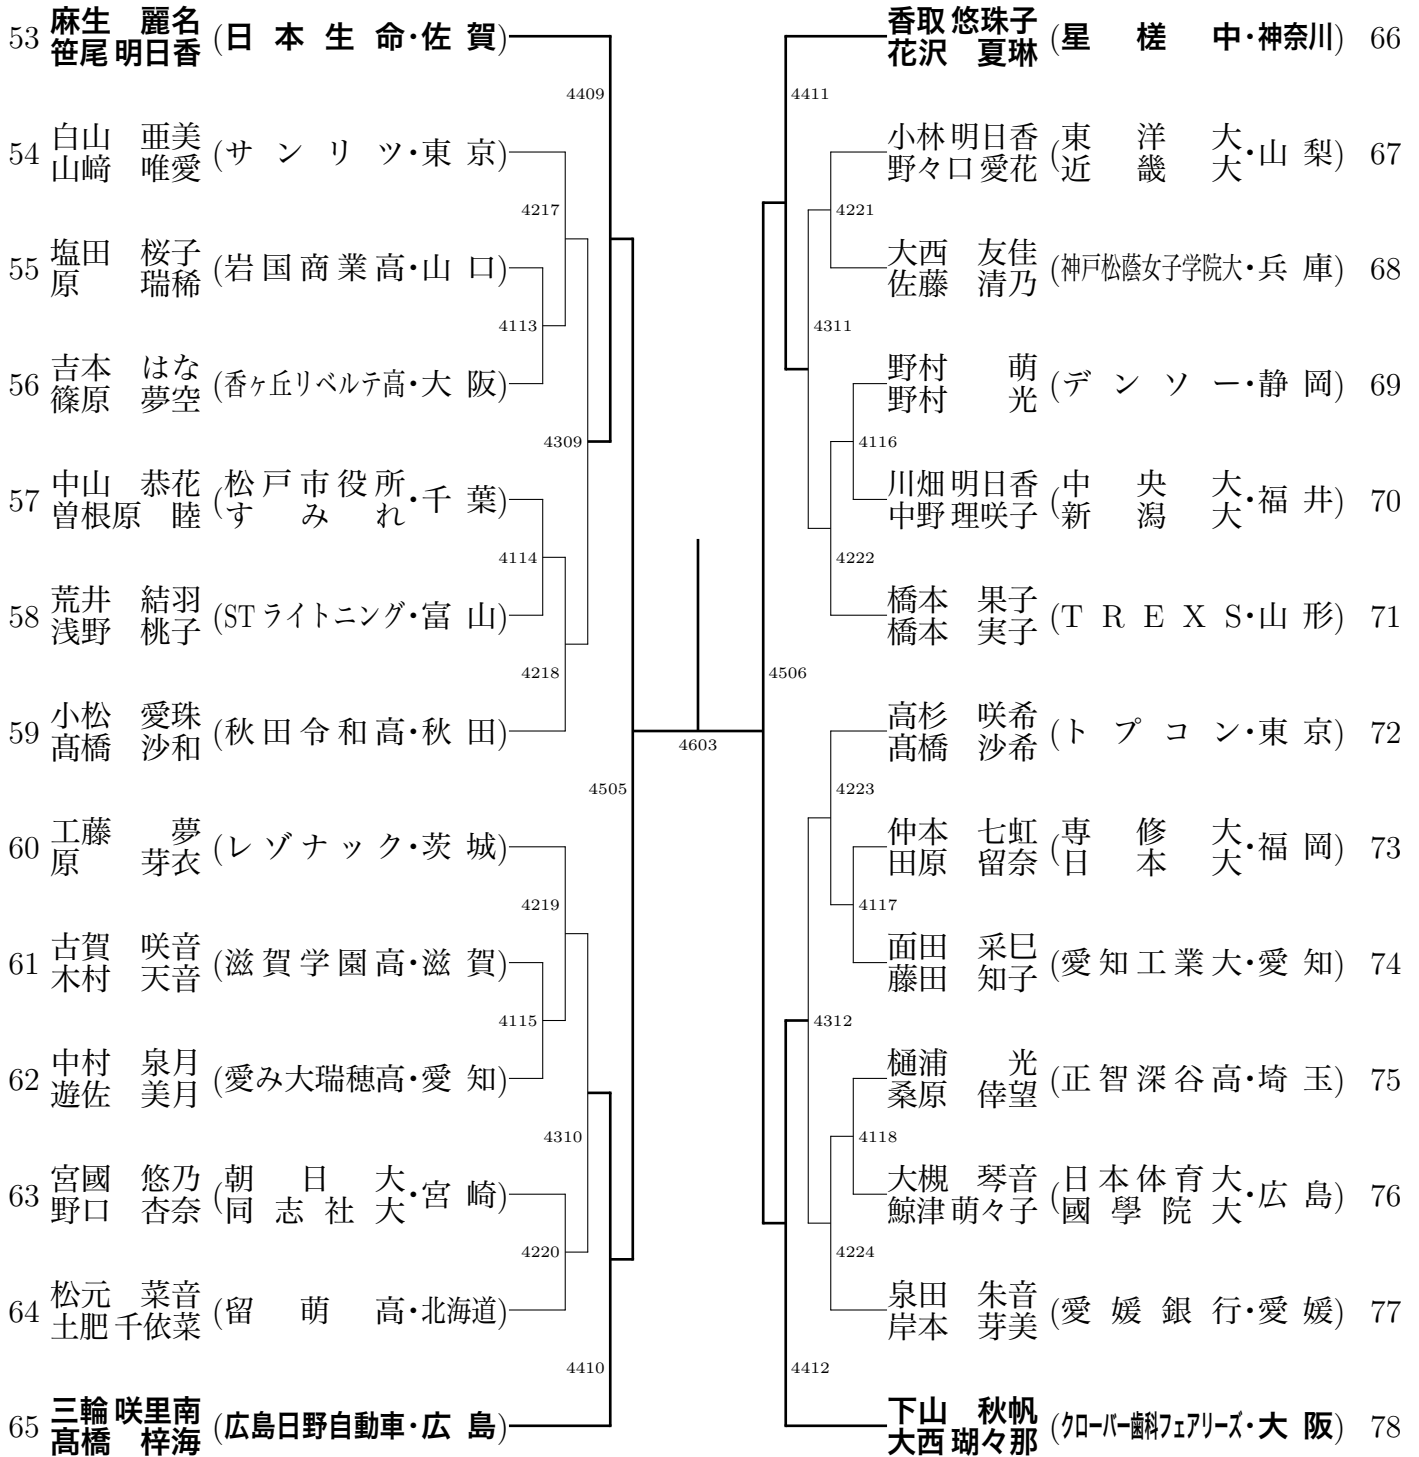 53 麻生 麗名 笹尾 明日香 (日本生命・佐賀)
4409
54 白山 亜美 山﨑 唯愛 (サンリツ・東京)
4217
55 塩田 桜子 原 瑞稀 (岩国商業高・山口)
4113
56 吉本 はな 篠原 夢空 (香ヶ丘リベルテ高・大阪)
4309
57 中山 恭花 曽根原 睦 (松戸市役所 すみれ・千葉)
4114
58 荒井 結羽 浅野 桃子 (STライトニング・富山)
4218
59 小松 愛珠 髙橋 沙和 (秋田令和高・秋田)
4505
60 工藤 夢 原 芽衣 (レゾナック・茨城)
4219
61 古賀 咲音 木村 天音 (滋賀学園高・滋賀)
4115
62 中村 泉月 遊佐 美月 (愛み大瑞穂高・愛知)
4310
63 宮國 悠乃 野口 杏奈 (朝日大 同志社大・宮崎)
4220
64 松元 菜音 土肥 千依菜 (留萌高・北海道)
4410
65 三輪 咲里南 髙橋 梓海 (広島日野自動車・広島)
4603
香取 悠珠子 花沢 夏琳 (星槎中・神奈川) 66
4411
小林 明日香 野々口 愛花 (東洋大 近畿大・山梨) 67
4221
大西 友佳 佐藤 清乃 (神戸松蔭女子学院大・兵庫) 68
4311
野村 萌 野村 光 (デンソー・静岡) 69
4116
川畑 明日香 中野 理咲子 (中央大 新潟大・福井) 70
4222
橋本 果子 橋本 実子 (TREXS・山形) 71
4506
高杉 咲希 髙橋 沙希 (トプコン・東京) 72
4223
仲本 七虹 田原 留奈 (専修大 日本大・福岡) 73
4117
面田 采巳 藤田 知子 (愛知工業大・愛知) 74
4312
樋浦 光 桑原 倖望 (正智深谷高・埼玉) 75
4118
大槻 琴音 鯨津 萌々子 (日本体育大 國學院大・広島) 76
4224
泉田 朱音 岸本 芽美 (愛媛銀行・愛媛) 77
4412
下山 秋帆 大西 瑚々那 (クローバー歯科フェアリーズ・大阪) 78